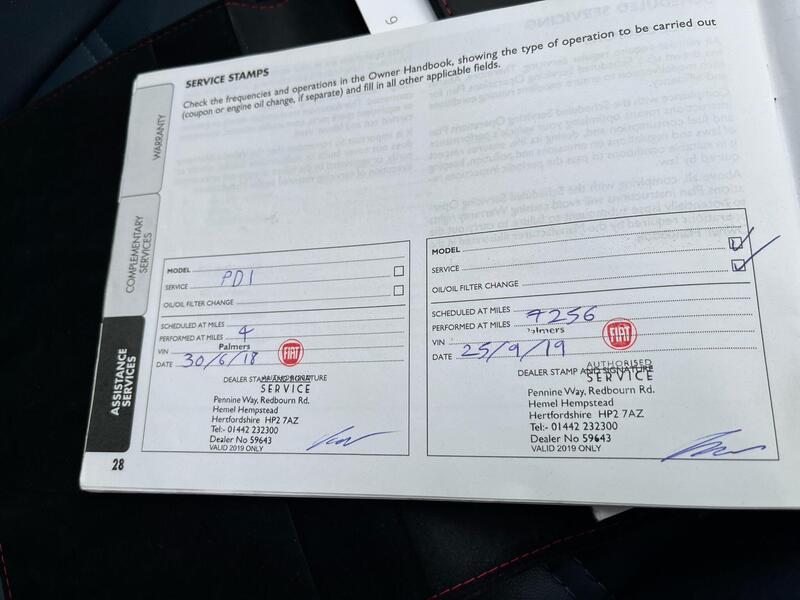 6
SERVICE STAMPS
Check the frequencies and operations in the Owner Handbook, showing the type of operation to be carried out
(coupon or engine oil change, if separate) and fill in all other applicable fields.
WARRANTY
COMPLEMENTARY
SERVICES
ASSISTANCE
SERVICES
MODEL
SERVICE PDI
OIL/OIL FILTER CHANGE
SCHEDULED AT MILES
PERFORMED AT MILES 4
Palmers
VIN
DATE 30/6/18
FIAT
DEALER STAMP AND SIGNATURE
AUTHORISED
SERVICE
Pennine Way, Redbourn Rd.
Hemel Hempstead
Hertfordshire HP2 7AZ
Tel:- 01442 232300
Dealer No 59643
VALID 2019 ONLY
MODEL
SERVICE
OIL/OIL FILTER CHANGE
SCHEDULED AT MILES
PERFORMED AT MILES 7256
Palmers
VIN
DATE 25/9/19
FIAT
AUTHORISED
DEALER STAMP AND SIGNATURE
SERVICE
Pennine Way, Redbourn Rd.
Hemel Hempstead
Hertfordshire HP2 7AZ
Tel:- 01442 232300
Dealer No 59643
VALID 2019 ONLY
28